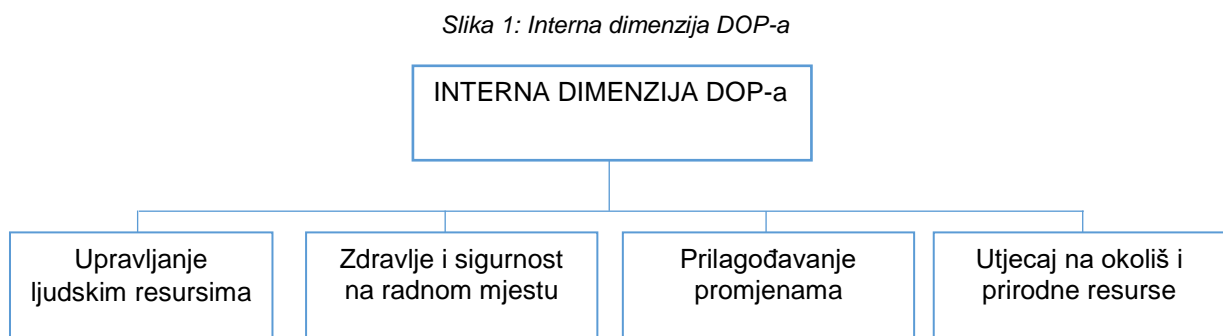 Slika 1: Interna dimenzija DOP-a
INTERNA DIMENZIJA DOP-a
Upravljanje
ljudskim resursima
Zdravlje i sigurnost
na radnom mjestu
Prilagođavanje
promjenama
Utjecaj na okoliš i
prirodne resurse